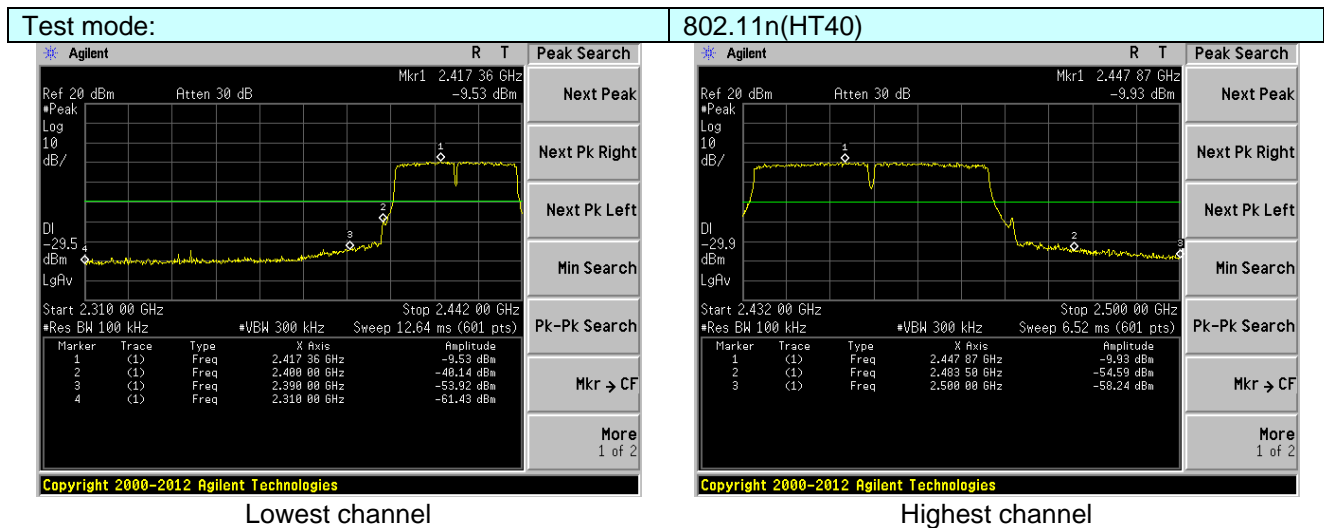 Test mode: 802.11n(HT40)
Agilent R T Peak Search
Mkr1 2.417 36 GHz
Ref 20 dBm Atten 30 dB -9.53 dBm
#Peak
Log
10
dB/
1
2
3
4
DI
-29.5
dBm
LgAv
Start 2.310 00 GHz Stop 2.442 00 GHz
#Res BW 100 kHz #VBW 300 kHz Sweep 12.64 ms (601 pts)
Marker Trace Type X Axis Amplitude
1 (1) Freq 2.417 36 GHz -9.53 dBm
2 (1) Freq 2.400 00 GHz -40.14 dBm
3 (1) Freq 2.390 00 GHz -53.92 dBm
4 (1) Freq 2.310 00 GHz -61.43 dBm
Next Peak
Next Pk Right
Next Pk Left
Min Search
Pk-Pk Search
Mkr → CF
More
1 of 2
Copyright 2000-2012 Agilent Technologies
Lowest channel
Agilent R T Peak Search
Mkr1 2.447 87 GHz
Ref 20 dBm Atten 30 dB -9.93 dBm
#Peak
Log
10
dB/
1
2
3
DI
-29.9
dBm
LgAv
Start 2.432 00 GHz Stop 2.500 00 GHz
#Res BW 100 kHz #VBW 300 kHz Sweep 6.52 ms (601 pts)
Marker Trace Type X Axis Amplitude
1 (1) Freq 2.447 87 GHz -9.93 dBm
2 (1) Freq 2.483 50 GHz -54.59 dBm
3 (1) Freq 2.500 00 GHz -58.24 dBm
Next Peak
Next Pk Right
Next Pk Left
Min Search
Pk-Pk Search
Mkr → CF
More
1 of 2
Copyright 2000-2012 Agilent Technologies
Highest channel